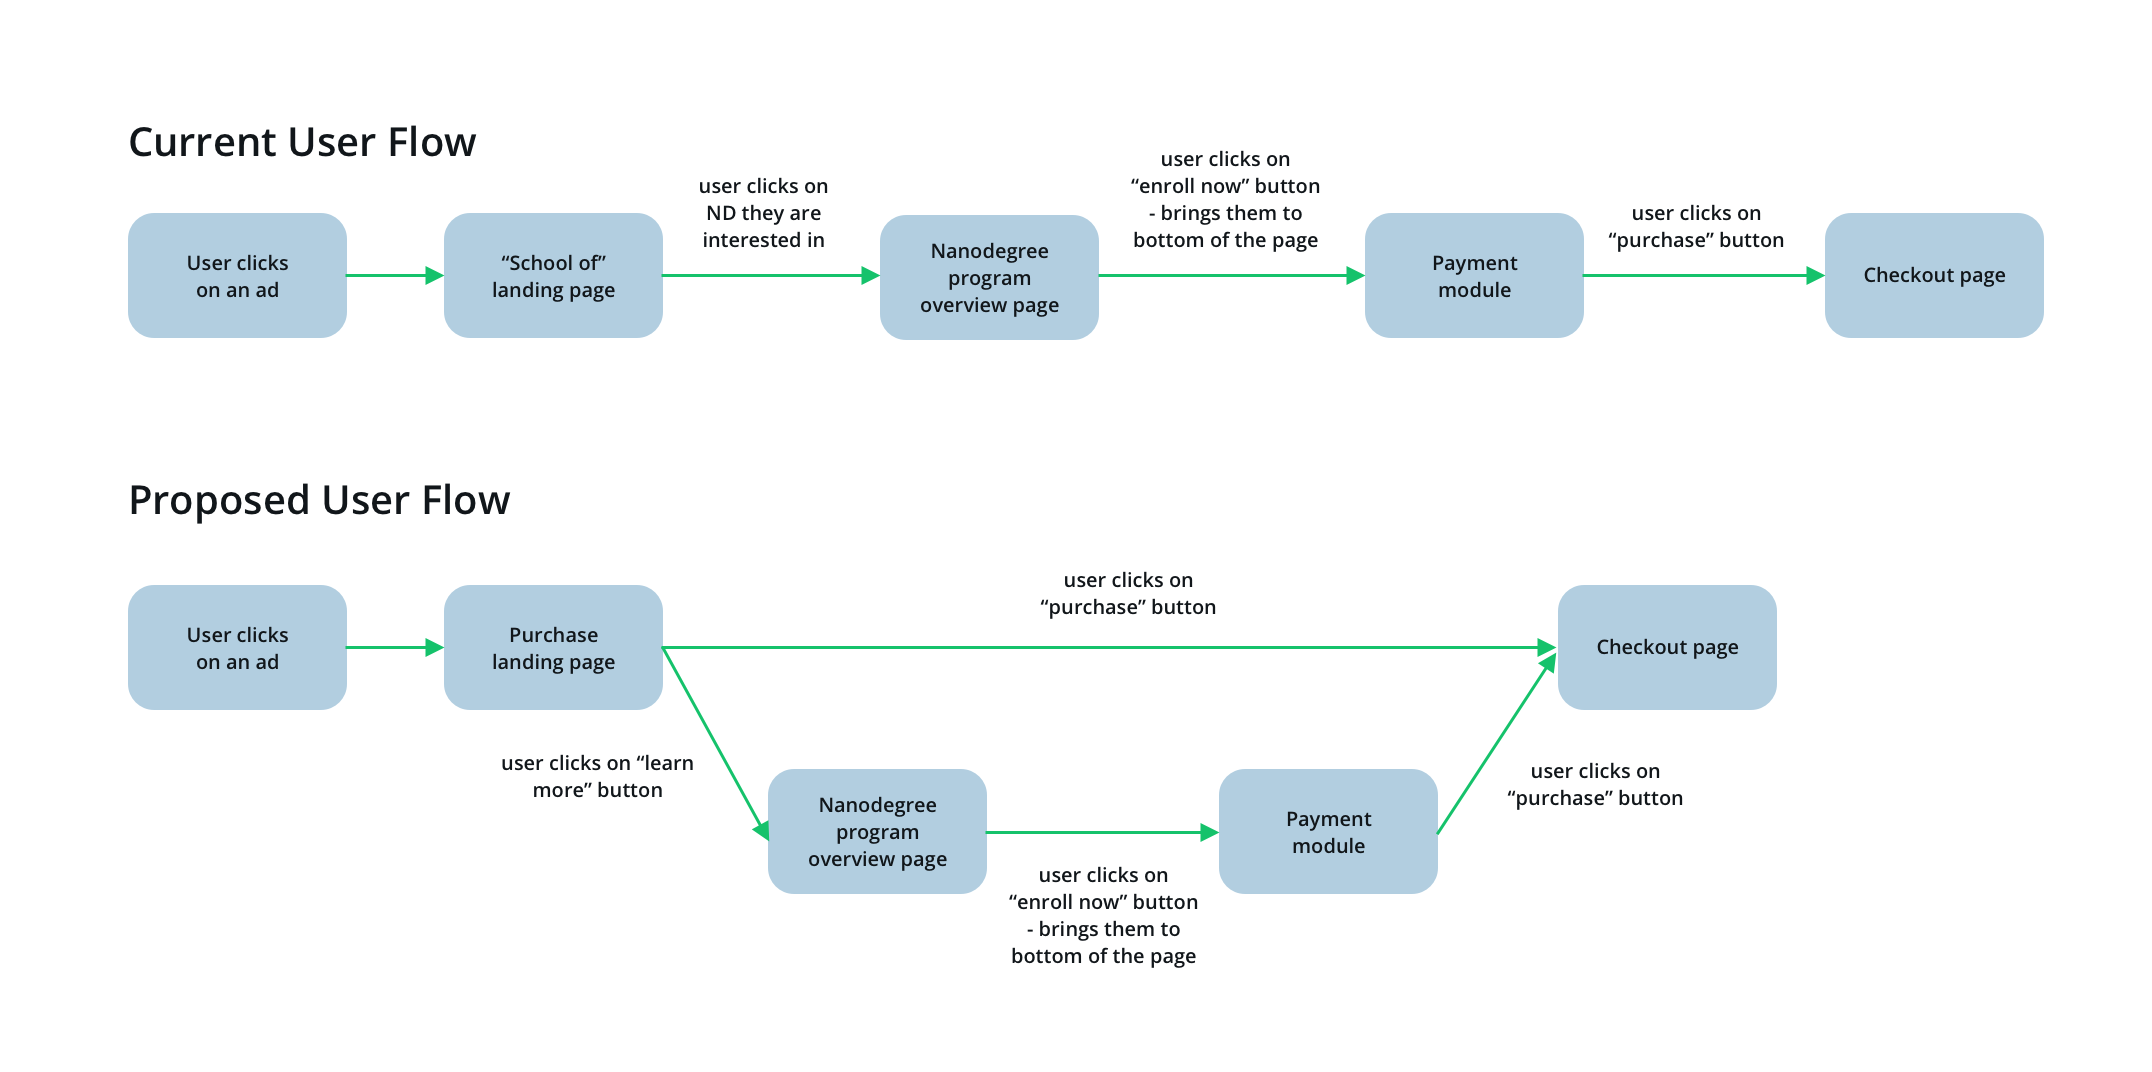 Current User Flow
User clicks
on an ad
“School of”
landing page
user clicks on
ND they are
interested in
Nanodegree
program
overview page
user clicks on
“enroll now” button
- brings them to
bottom of the page
Payment
module
user clicks on
“purchase” button
Checkout page
Proposed User Flow
User clicks
on an ad
Purchase
landing page
user clicks on
“purchase” button
Checkout page
user clicks on “learn
more” button
Nanodegree
program
overview page
user clicks on
“enroll now” button
- brings them to
bottom of the page
Payment
module
user clicks on
“purchase” button